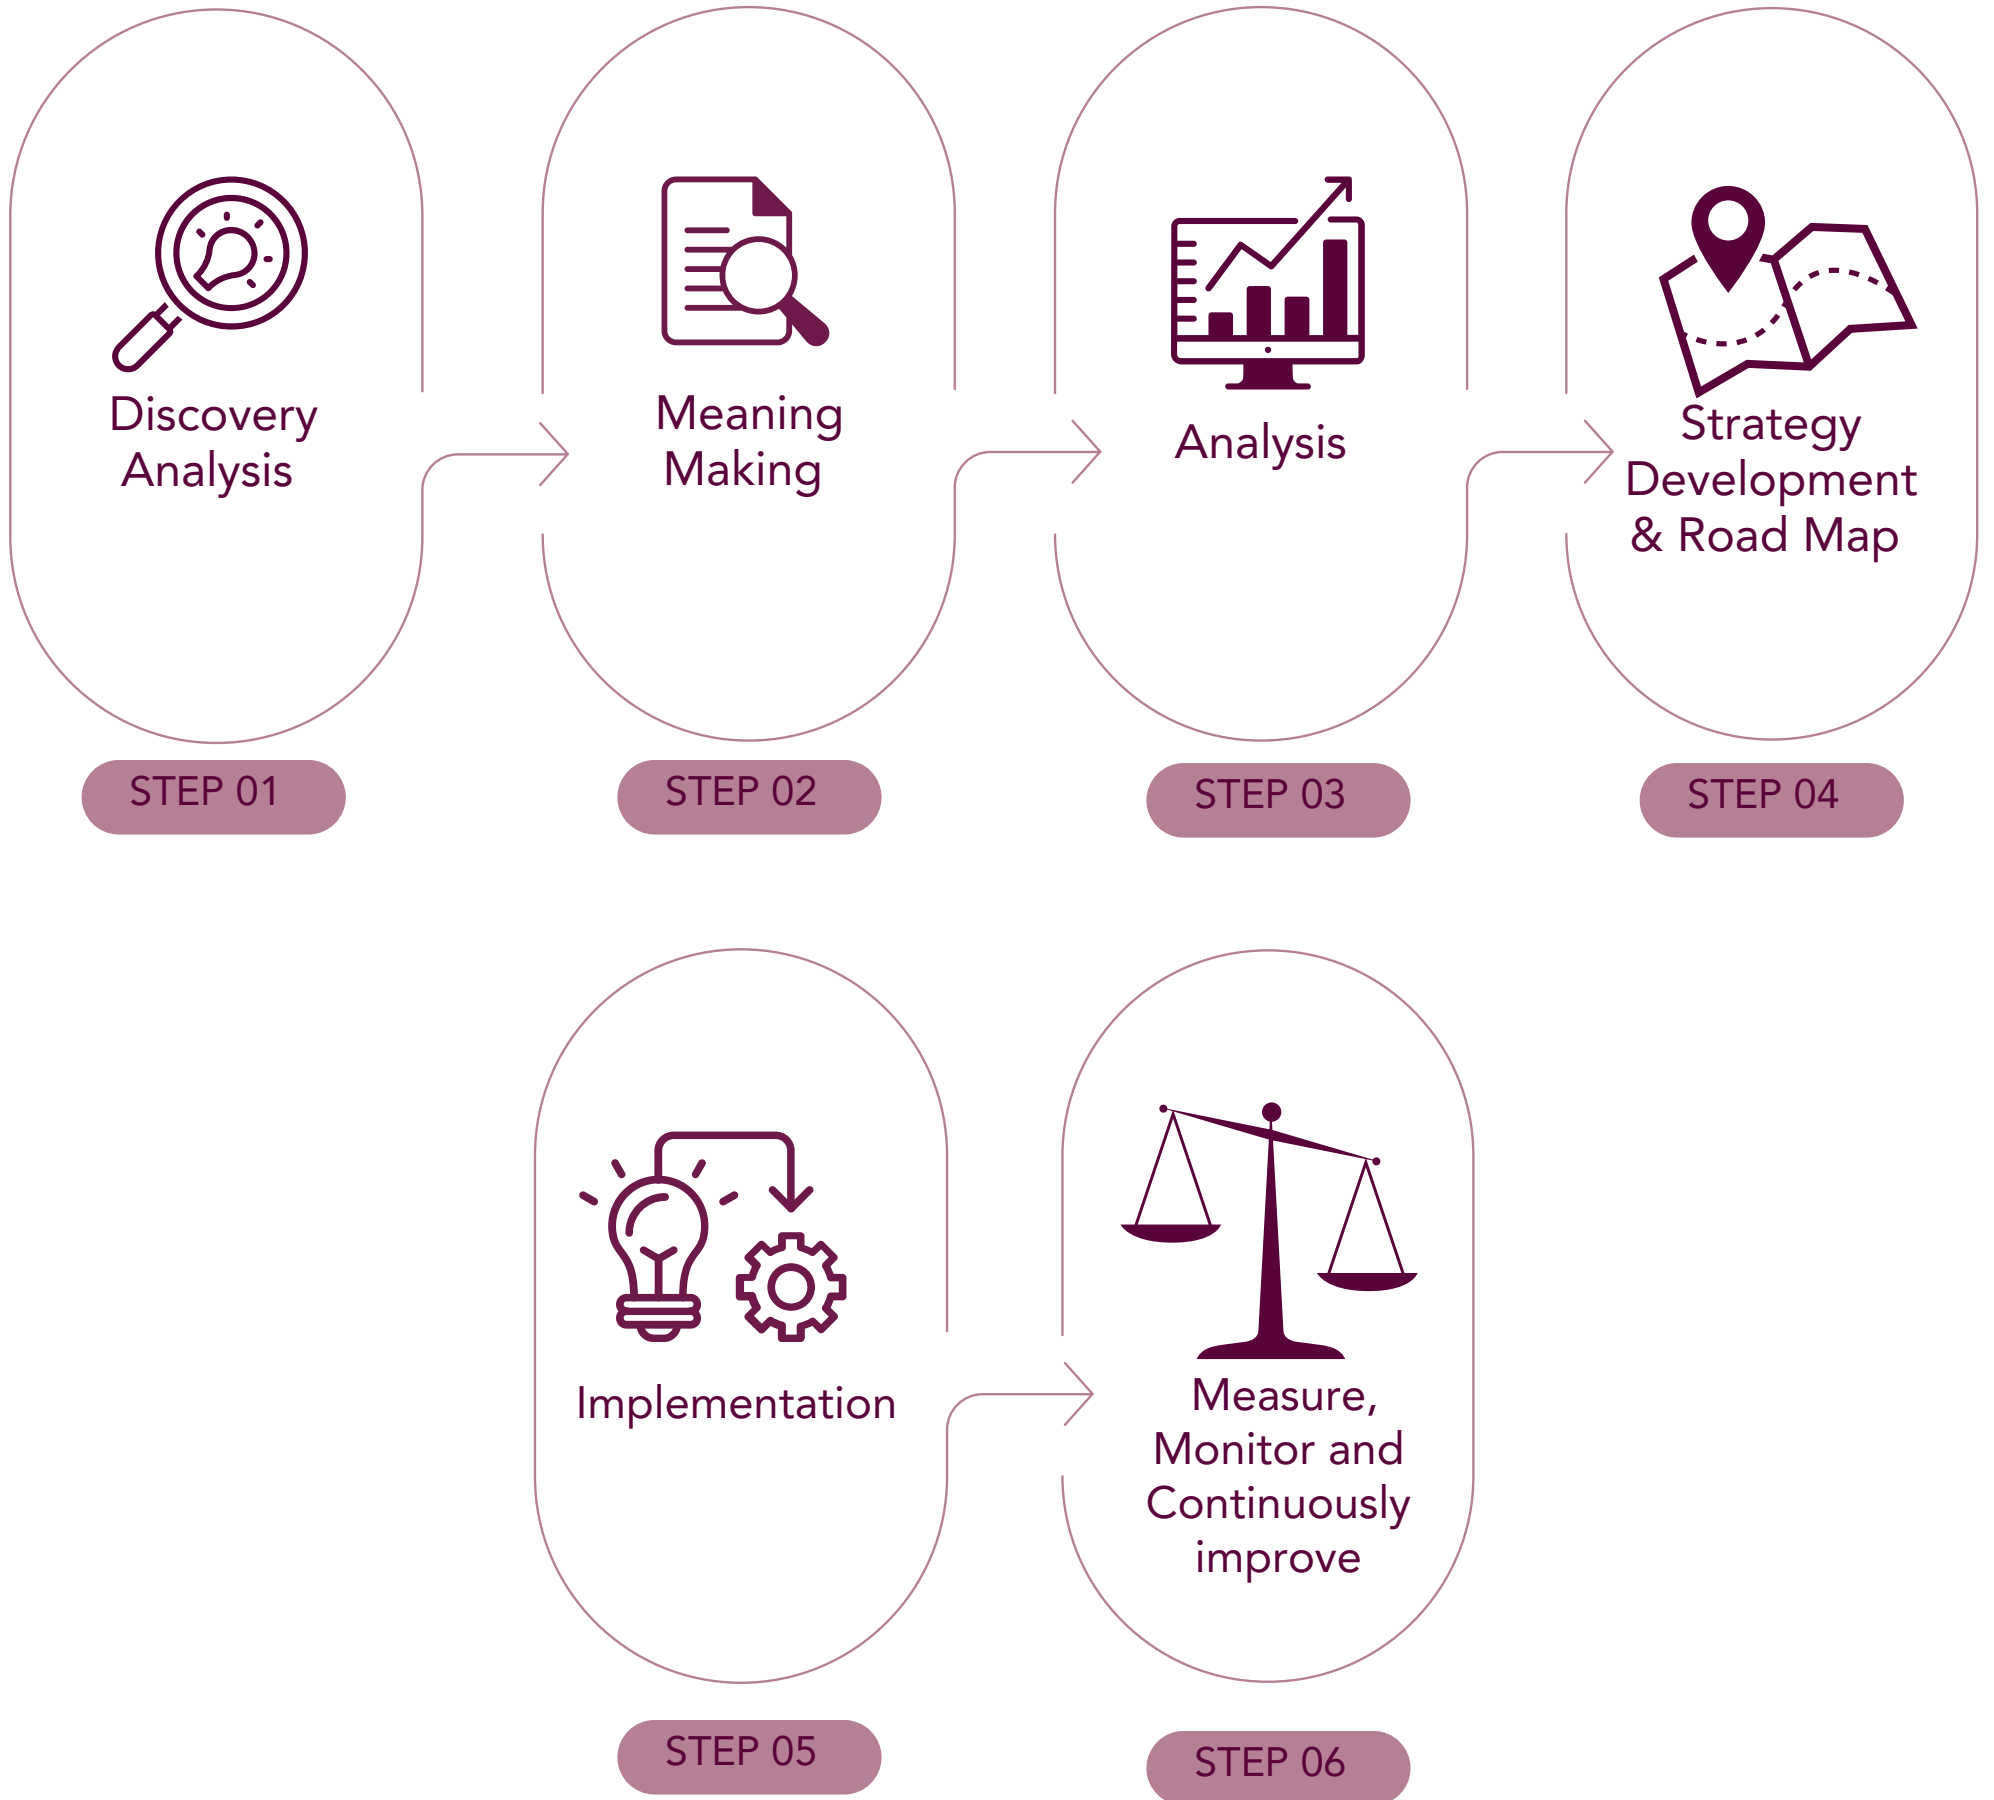 Discovery
Analysis
STEP 01
Meaning
Making
STEP 02
Analysis
STEP 03
Strategy
Development
& Road Map
STEP 04
Implementation
STEP 05
Measure,
Monitor and
Continuously
improve
STEP 06